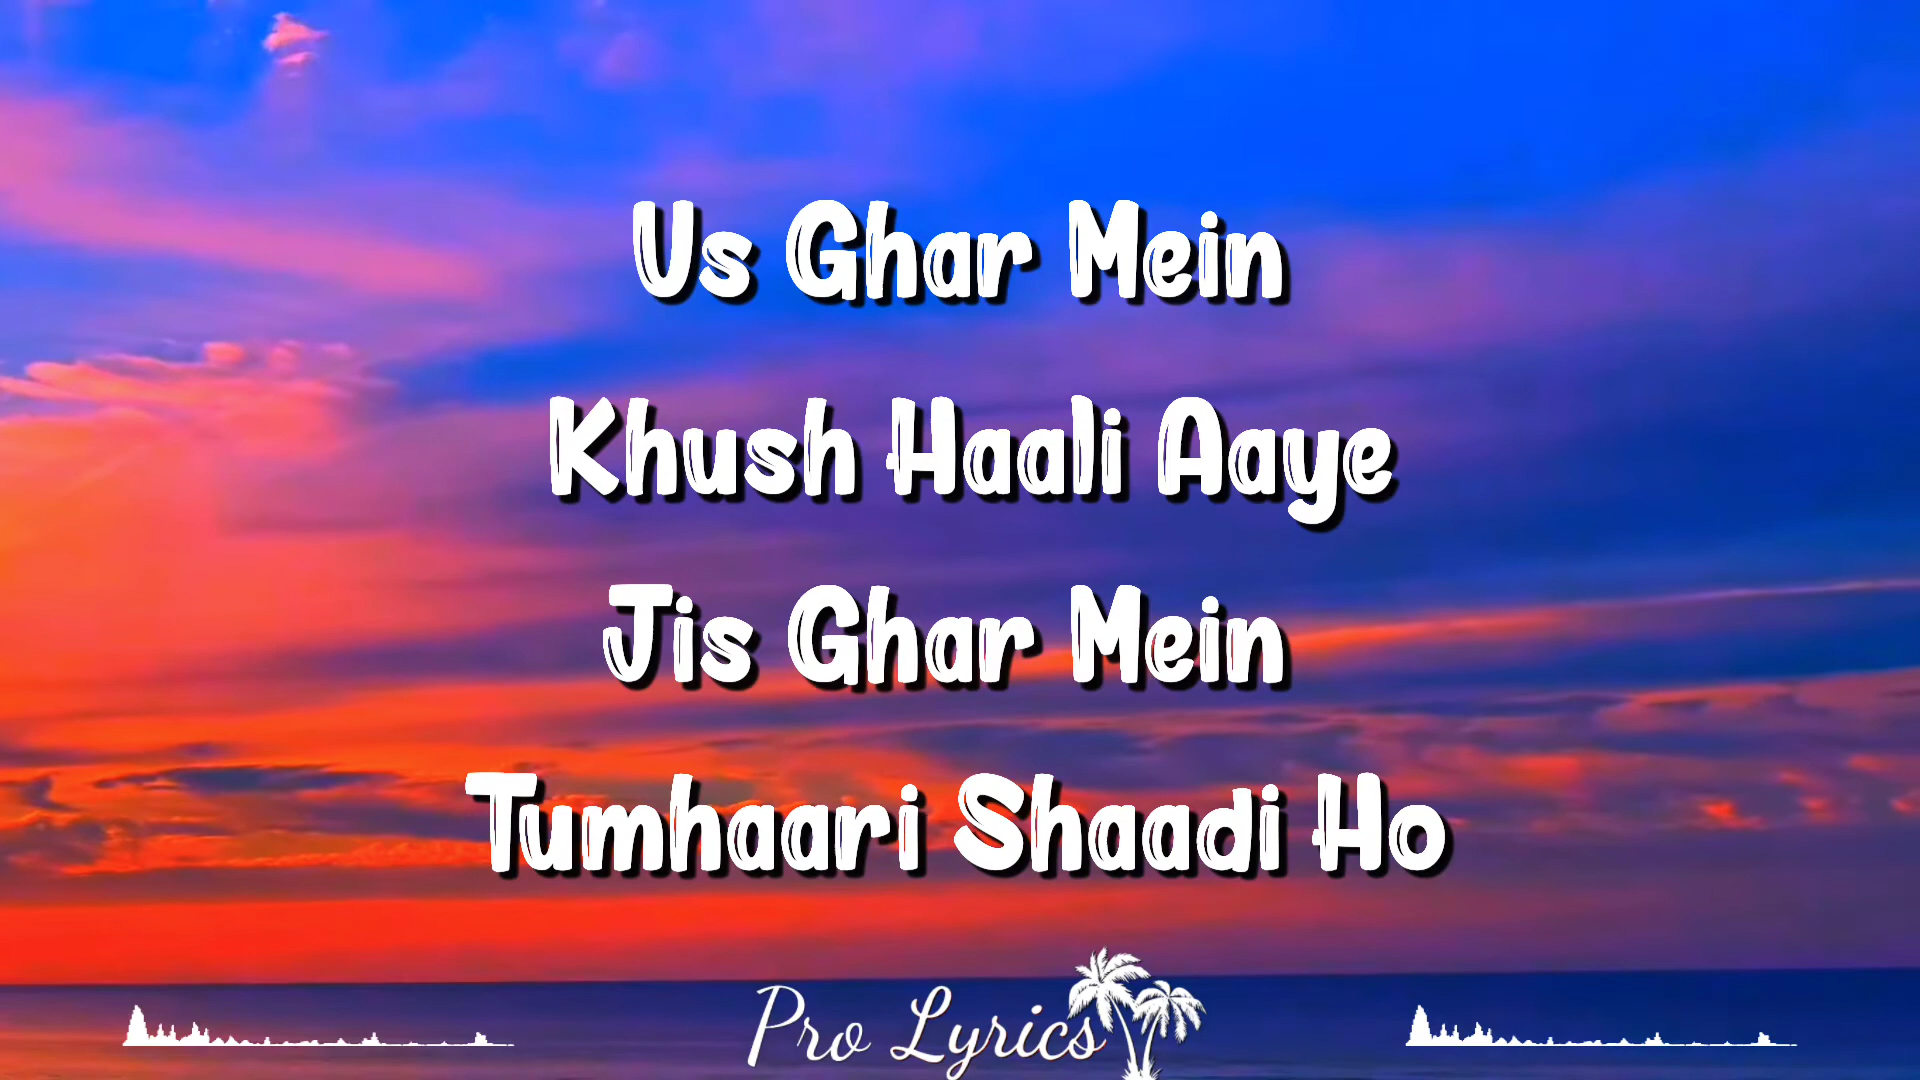 Us Ghar Mein
Khush Haali Aaye
Jis Ghar Mein
Tumhaari Shaadi Ho
Pro Lyrics